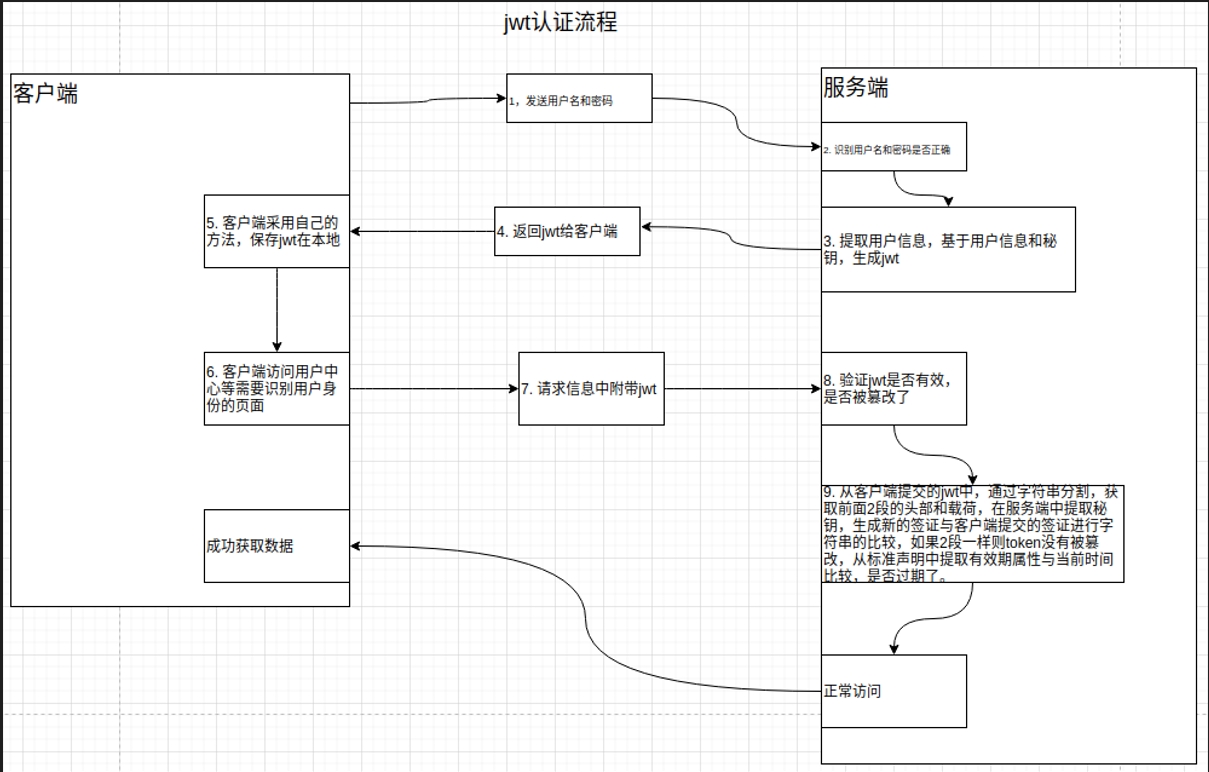 jwt认证流程
客户端
服务端
1，发送用户名和密码
2. 识别用户名和密码是否正确
3. 提取用户信息，基于用户信息和秘
钥，生成jwt
4. 返回jwt给客户端
5. 客户端采用自己的
方法，保存jwt在本地
6. 客户端访问用户中
心等需要识别用户身
份的页面
7. 请求信息中附带jwt
8. 验证jwt是否有效，
是否被篡改了
9. 从客户端提交的jwt中，通过字符串分割，获
取前面2段的头部和载荷，在服务端中提取秘
钥，生成新的签证与客户端提交的签证进行字
符串的比较，如果2段一样则token没有被篡
改，从标准声明中提取有效期属性与当前时间
比较，是否过期了。
成功获取数据
正常访问